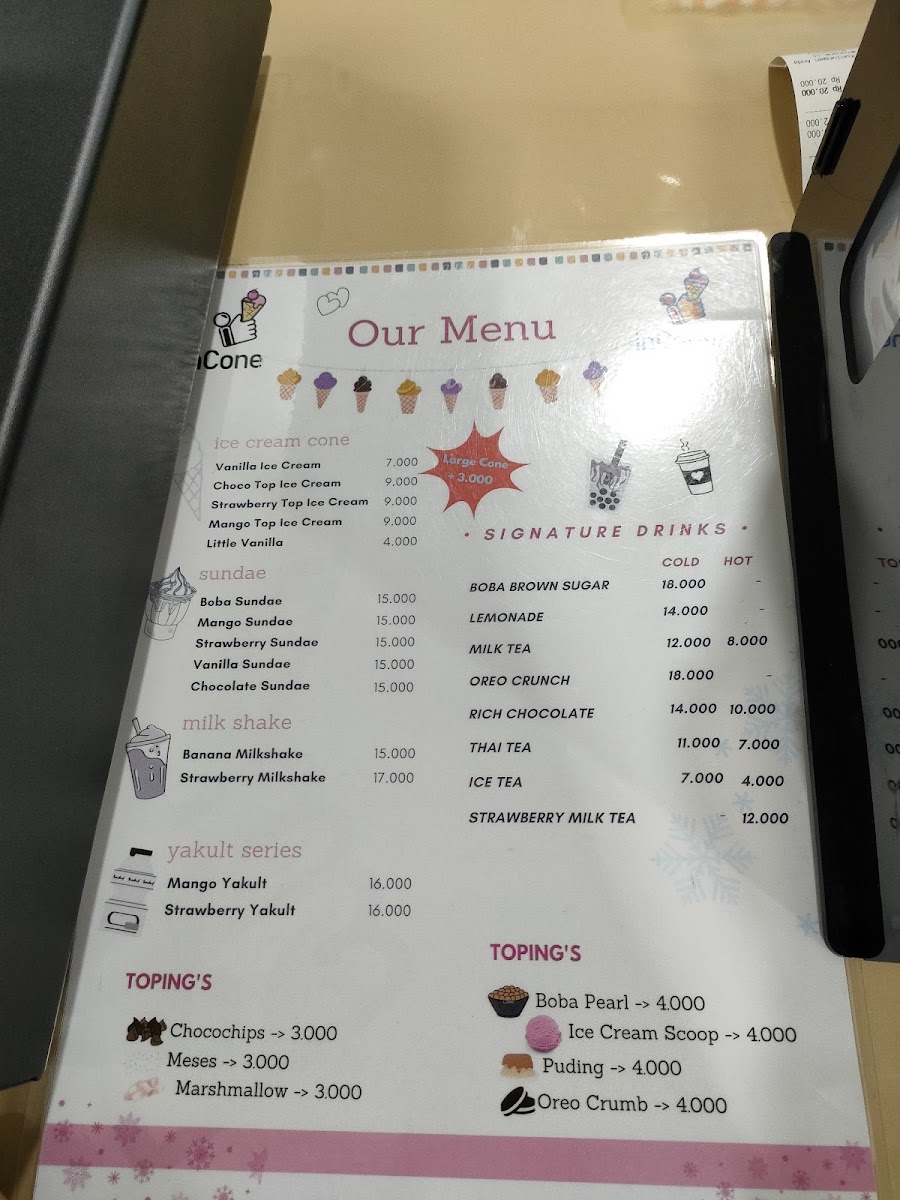 Rp 20.000
Rp 20.000
Our Menu
Cone
ice cream cone
Vanilla Ice Cream 7.000
Choco Top Ice Cream 9.000
Strawberry Top Ice Cream 9.000
Mango Top Ice Cream 9.000
Little Vanilla 4.000
Large Cone
+ 3.000
sundae
Boba Sundae 15.000
Mango Sundae 15.000
Strawberry Sundae 15.000
Vanilla Sundae 15.000
Chocolate Sundae 15.000
milk shake
Banana Milkshake 15.000
Strawberry Milkshake 17.000
yakult series
Mango Yakult 16.000
Strawberry Yakult 16.000
TOPING'S
Chocochips -> 3.000
Meses -> 3.000
Marshmallow -> 3.000
• SIGNATURE DRINKS •
COLD HOT
BOBA BROWN SUGAR 18.000 -
LEMONADE 14.000 -
MILK TEA 12.000 8.000
OREO CRUNCH 18.000 -
RICH CHOCOLATE 14.000 10.000
THAI TEA 11.000 7.000
ICE TEA 7.000 4.000
STRAWBERRY MILK TEA - 12.000
TOPING'S
Boba Pearl -> 4.000
Ice Cream Scoop -> 4.000
Puding -> 4.000
Oreo Crumb -> 4.000